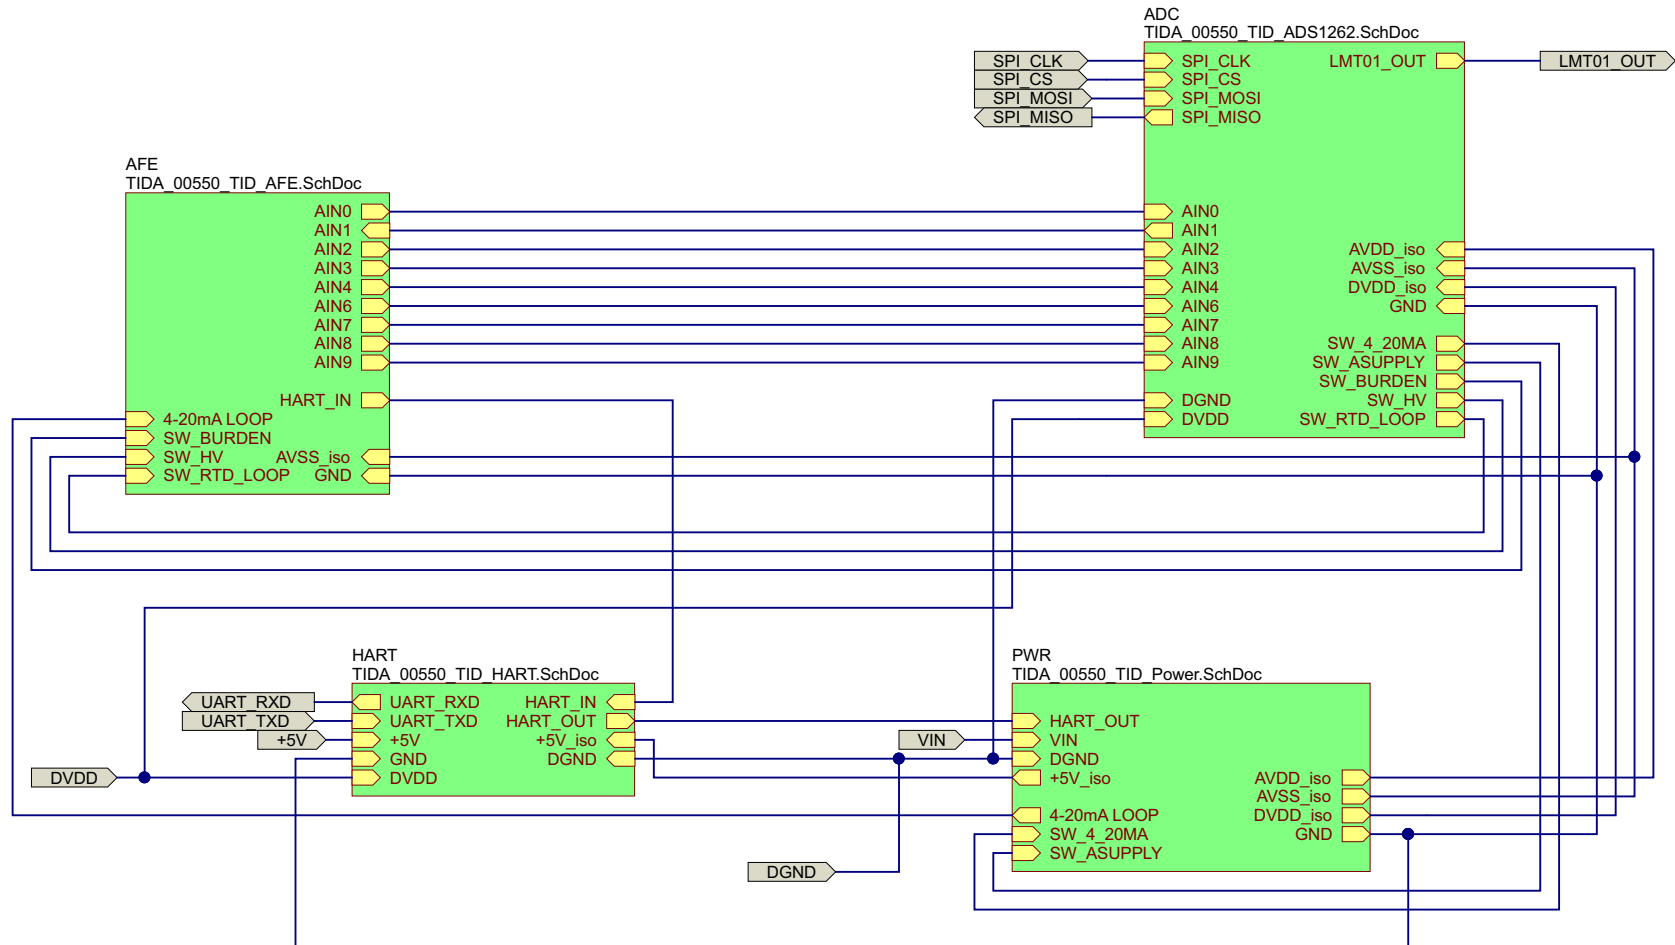 ADC
TIDA_00550_TID_ADS1262.SchDoc
SPI_CLK
SPI_CS
SPI_MOSI
SPI_MISO
SPI_CLK
SPI_CS
SPI_MOSI
SPI_MISO
LMT01_OUT
LMT01_OUT
AIN0
AIN1
AIN2
AIN3
AIN4
AIN6
AIN7
AIN8
AIN9
DGND
DVDD
AVDD_iso
AVSS_iso
DVDD_iso
GND
SW_4_20MA
SW_ASUPPLY
SW_BURDEN
SW_HV
SW_RTD_LOOP
AFE
TIDA_00550_TID_AFE.SchDoc
AIN0
AIN1
AIN2
AIN3
AIN4
AIN6
AIN7
AIN8
AIN9
HART_IN
4-20mA LOOP
SW_BURDEN
SW_HV
SW_RTD_LOOP
AVSS_iso
GND
HART
TIDA_00550_TID_HART.SchDoc
UART_RXD
UART_TXD
+5V
DVDD
UART_RXD
UART_TXD
+5V
GND
DVDD
HART_IN
HART_OUT
+5V_iso
DGND
PWR
TIDA_00550_TID_Power.SchDoc
VIN
DGND
HART_OUT
VIN
DGND
+5V_iso
4-20mA LOOP
SW_4_20MA
SW_ASUPPLY
AVDD_iso
AVSS_iso
DVDD_iso
GND